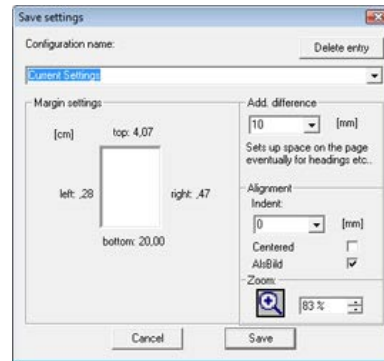 Save settings
Configuration name:
Delete entry
Current Settings
Margin settings
[cm]
top: 4,07
left: ,28
right: ,47
bottom: 20,00
Add. difference
10
[mm]
Sets up space on the page
eventually for headings etc..
Alignment
Indent:
0
[mm]
Centered
AlsBild
Zoom:
83 %
Cancel
Save